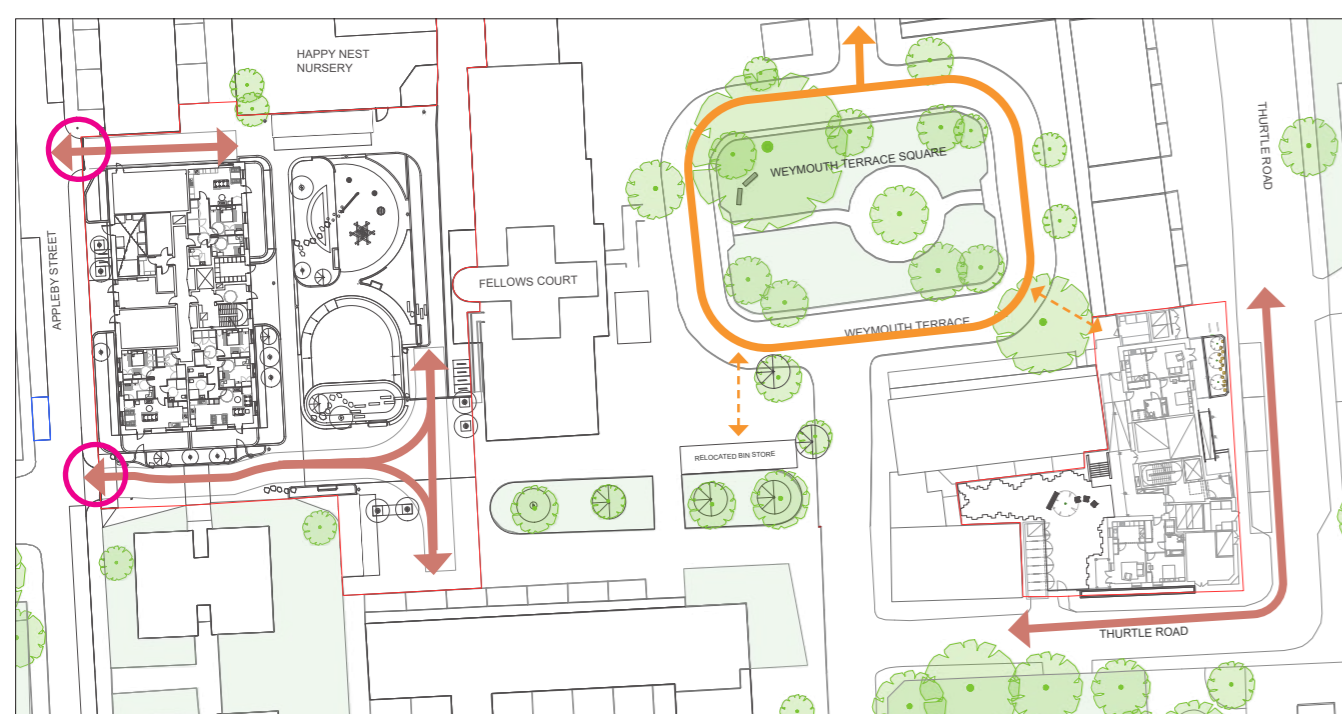 HAPPY NEST
NURSERY
THURTLE ROAD
WEYMOUTH TERRACE SQUARE
APPLEBY STREET
FELLOWS COURT
WEYMOUTH TERRACE
RELOCATED BIN STORE
THURTLE ROAD